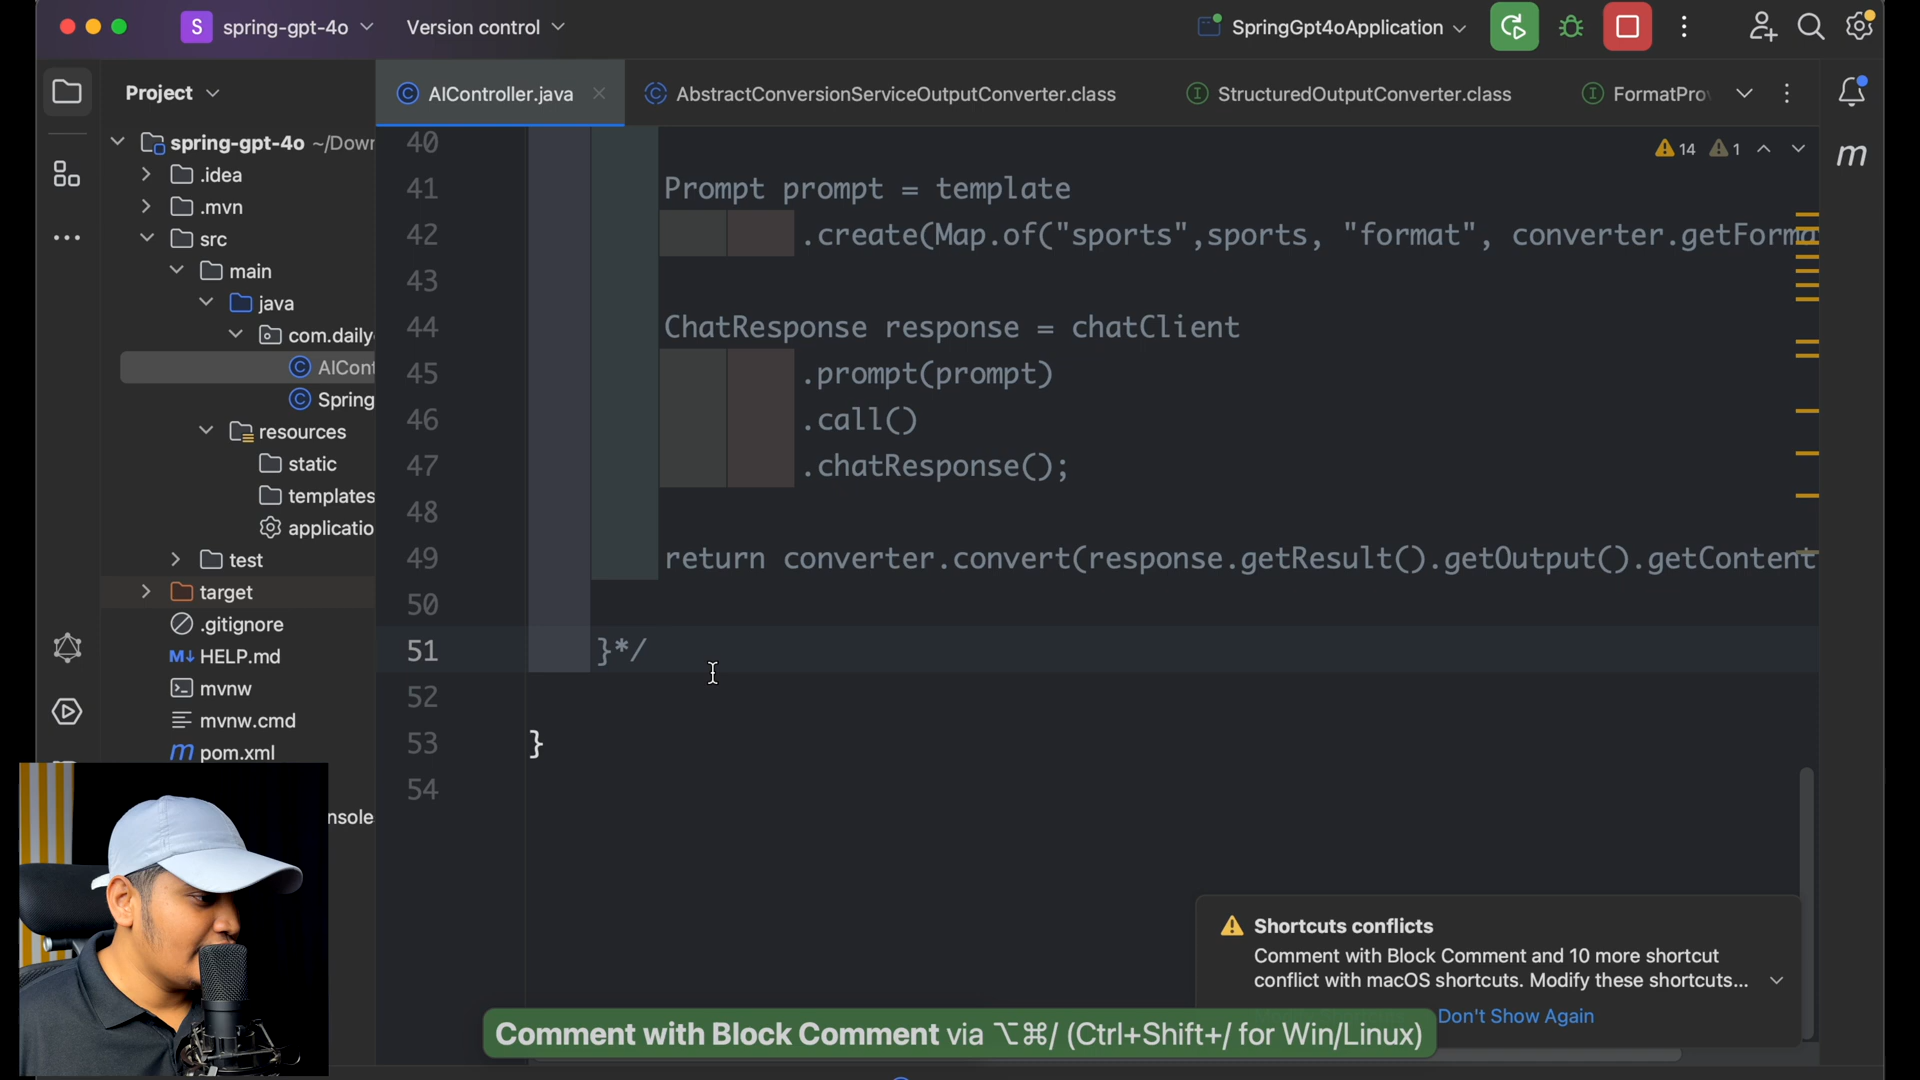 S spring-gpt-4o Version control SpringGpt4oApplication
Project
AIController.java AbstractConversionServiceOutputConverter.class StructuredOutputConverter.class FormatPro
spring-gpt-4o ~/Down
.idea
.mvn
src
main
java
com.daily
AICont
Spring
resources
static
templates
applicatio
test
target
.gitignore
M↓ HELP.md
mvnw
mvnw.cmd
m pom.xml
nsole
14 1
m
40
41 Prompt prompt = template
42 .create(Map.of("sports",sports, "format", converter.getForma
43
44 ChatResponse response = chatClient
45 .prompt(prompt)
46 .call()
47 .chatResponse();
48
49 return converter.convert(response.getResult().getOutput().getContent
50
51 }*/
52
53 }
54
Shortcuts conflicts
Comment with Block Comment and 10 more shortcut
conflict with macOS shortcuts. Modify these shortcuts...
Don't Show Again
Comment with Block Comment via ⌥⌘/ (Ctrl+Shift+/ for Win/Linux)